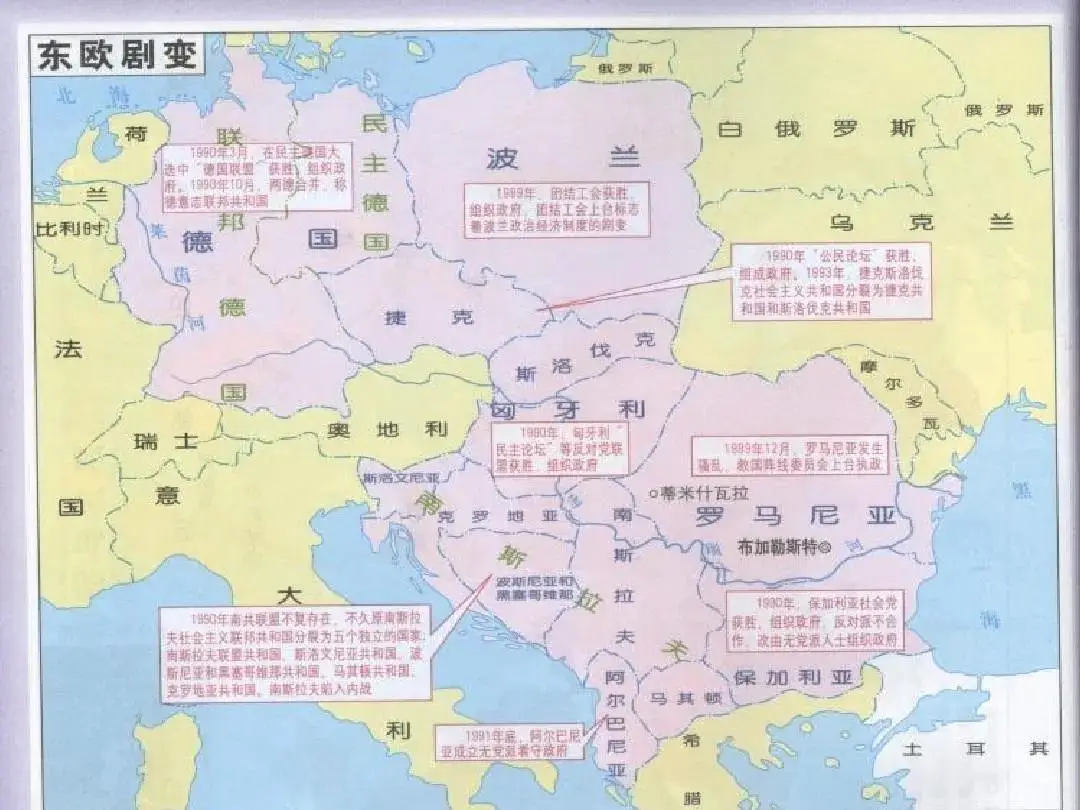 东欧剧变
北
海
荷
兰
比利时
法
国
瑞士
意
大
利
联
邦
德
国
莱
茵
河
德国
民
主
德
国
1990年3月，在民主德国大
选中“德国联盟”获胜，组织政
府。1990年10月，两德合并，称
德意志联邦共和国
波兰
1989年，团结工会获胜，
组织政府，团结工会上台标志
着波兰政治经济制度的剧变
俄罗斯
白俄罗斯
俄罗斯
乌克兰
1990年“公民论坛”获胜，
组成政府。1993年，捷克斯洛伐
克社会主义共和国分裂为捷克共
和国和斯洛伐克共和国
捷克
斯洛伐克
奥地利
匈牙利
1990年，匈牙利“
民主论坛”等反对党联
盟获胜，组织政府
摩尔多瓦
1989年12月，罗马尼亚发生
骚乱，救国阵线委员会上台执政
蒂米什瓦拉
罗马尼亚
布加勒斯特
河
黑
海
斯洛文尼亚
克罗地亚
南
斯
拉
夫
南
斯
拉
夫
波斯尼亚和
黑塞哥维那
1990年南共联盟不复存在，不久原南斯拉
夫社会主义联邦共和国分裂为五个独立的国家：
南斯拉夫联盟共和国、斯洛文尼亚共和国、波
斯尼亚和黑塞哥维那共和国、马其顿共和国、
克罗地亚共和国。南斯拉夫陷入内战
1990年，保加利亚社会党
获胜，组织政府，反对派不合
作，改由无党派人士组织政府
保加利亚
马其顿
阿
尔
巴
尼
亚
1991年底，阿尔巴尼
亚成立无党派看守政府
希
腊
土耳其